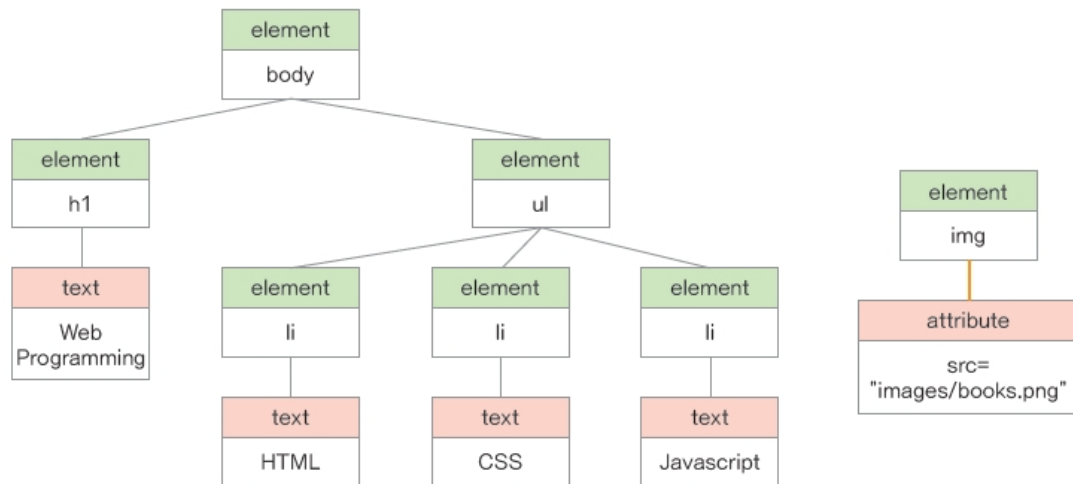 element
body
element
h1
element
ul
element
img
text
Web
Programming
element
li
element
li
element
li
attribute
src=
"images/books.png"
text
HTML
text
CSS
text
Javascript